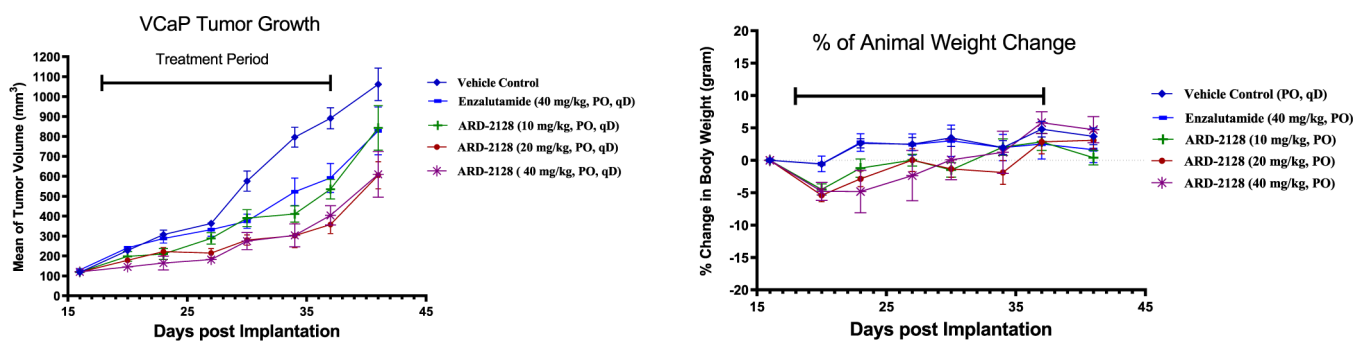 VCaP Tumor Growth
Treatment Period
Mean of Tumor Volume (mm³)
1200
1100
1000
900
800
700
600
500
400
300
200
100
0
15
25
35
45
Days post Implantation
Vehicle Control
Enzalutamide (40 mg/kg, PO, qD)
ARD-2128 (10 mg/kg, PO, qD)
ARD-2128 (20 mg/kg, PO, qD)
ARD-2128 ( 40 mg/kg, PO, qD)
% of Animal Weight Change
% Change in Body Weight (gram)
20
15
10
5
0
-5
-10
-15
-20
15
25
35
45
Days post Implantation
Vehicle Control (PO, qD)
Enzalutamide (40 mg/kg, PO)
ARD-2128 (10 mg/kg, PO)
ARD-2128 (20 mg/kg, PO)
ARD-2128 (40 mg/kg, PO)